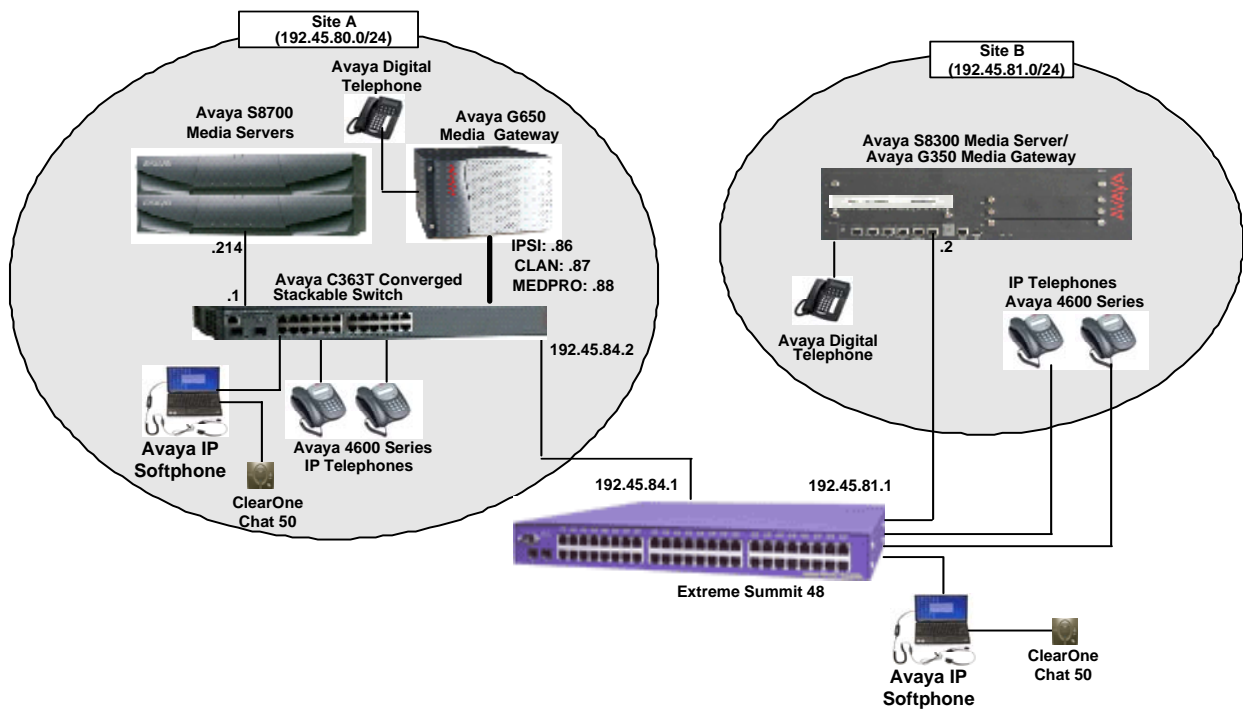 Site A
(192.45.80.0/24)
Site B
(192.45.81.0/24)
Avaya Digital
Telephone
Avaya S8700
Media Servers
Avaya G650
Media Gateway
Avaya S8300 Media Server/
Avaya G350 Media Gateway
AVAYA
AVAYA
.214
IPSI: .86
CLAN: .87
MEDPRO: .88
.2
Avaya C363T Converged
Stackable Switch
.1
IP Telephones
Avaya 4600 Series
Avaya Digital
Telephone
192.45.84.2
Avaya IP
Softphone
Avaya 4600 Series
IP Telephones
ClearOne
Chat 50
192.45.84.1
192.45.81.1
Extreme Summit 48
Avaya IP
Softphone
ClearOne
Chat 50